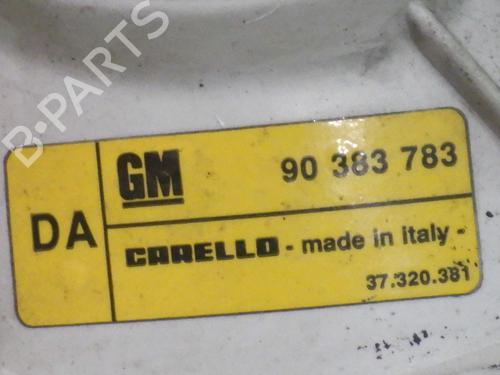 B-PARTS
DA
GM 90 383 783
CARELLO - made in italy -
37.320.381